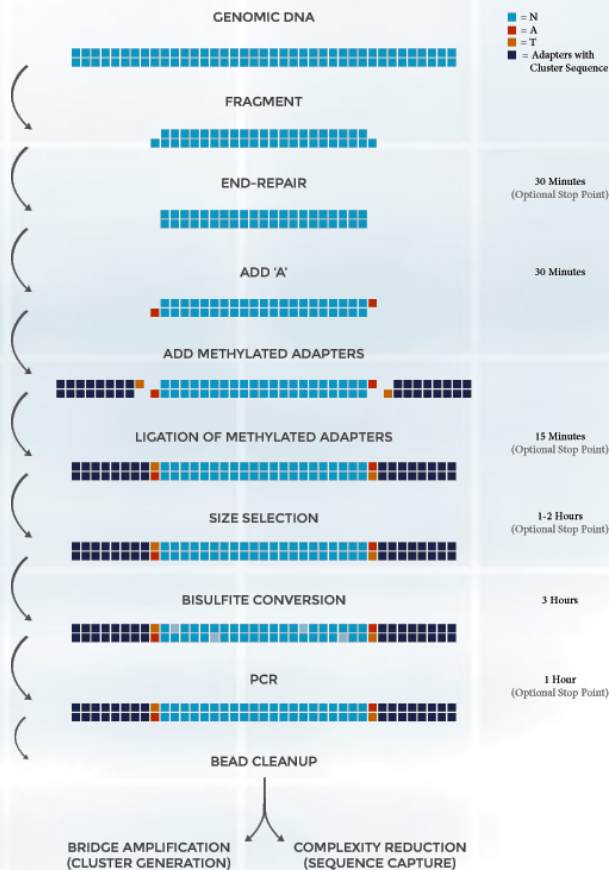 GENOMIC DNA
= N
= A
= T
= Adapters with
Cluster Sequence
FRAGMENT
END-REPAIR
30 Minutes
(Optional Stop Point)
ADD ‘A’
30 Minutes
ADD METHYLATED ADAPTERS
LIGATION OF METHYLATED ADAPTERS
15 Minutes
(Optional Stop Point)
SIZE SELECTION
1-2 Hours
(Optional Stop Point)
BISULFITE CONVERSION
3 Hours
PCR
1 Hour
(Optional Stop Point)
BEAD CLEANUP
BRIDGE AMPLIFICATION
(CLUSTER GENERATION)
COMPLEXITY REDUCTION
(SEQUENCE CAPTURE)